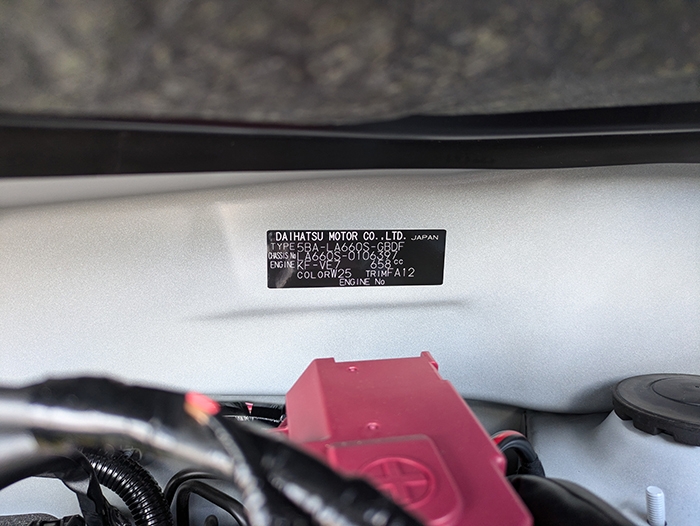 DAIHATSU MOTOR CO.,LTD. JAPAN
TYPE 5BA-LA660S-GBDF
CHASSIS No LA660S-0106397
ENGINE KF-VE7 658cc
COLOR W25 TRIM FA12
ENGINE No